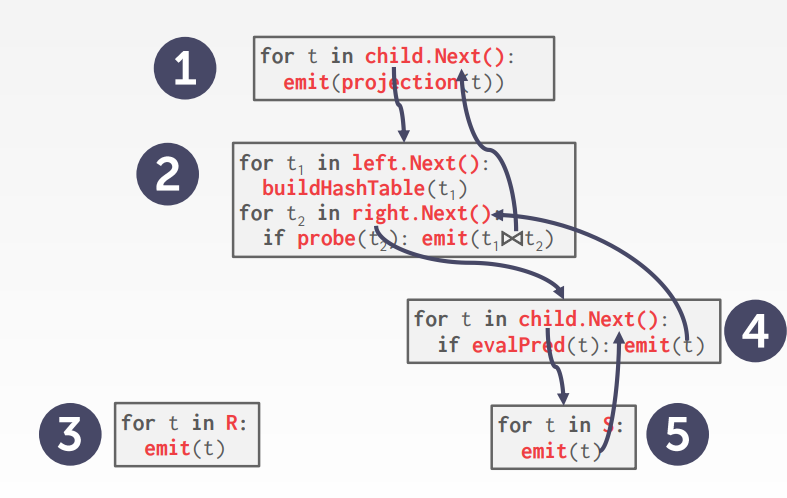 1
for t in child.Next():
emit(projection(t))
2
for t₁ in left.Next():
buildHashTable(t₁)
for t₂ in right.Next():
if probe(t₂): emit(t₁⋈t₂)
for t in child.Next():
if evalPred(t): emit(t)
4
3
for t in R:
emit(t)
for t in S:
emit(t)
5